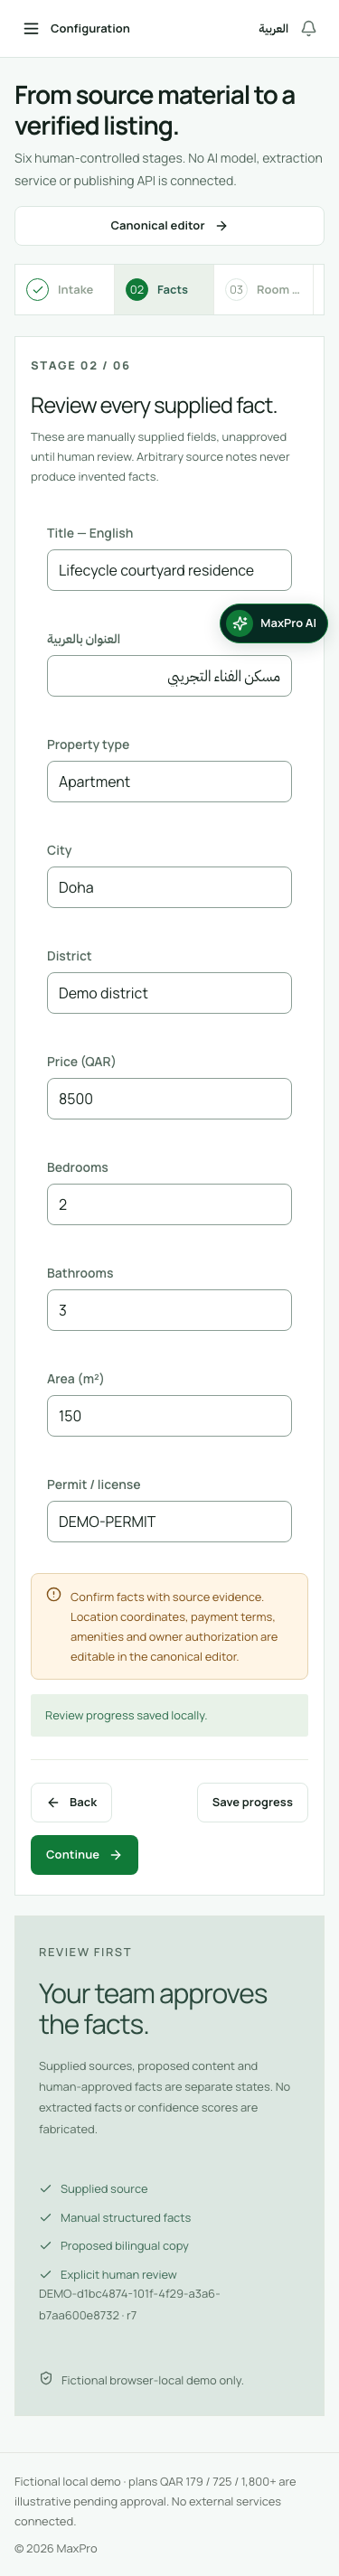 Configuration
العربية
From source material to a
verified listing.
Six human-controlled stages. No AI model, extraction
service or publishing API is connected.
Canonical editor
Intake
02 Facts
03 Room ...
STAGE 02 / 06
Review every supplied fact.
These are manually supplied fields, unapproved
until human review. Arbitrary source notes never
produce invented facts.
Title — English
Lifecycle courtyard residence
MaxPro AI
العنوان بالعربية
مسكن الفناء التجريبي
Property type
Apartment
City
Doha
District
Demo district
Price (QAR)
8500
Bedrooms
2
Bathrooms
3
Area (m²)
150
Permit / license
DEMO-PERMIT
Confirm facts with source evidence.
Location coordinates, payment terms,
amenities and owner authorization are
editable in the canonical editor.
Review progress saved locally.
Back
Save progress
Continue
REVIEW FIRST
Your team approves
the facts.
Supplied sources, proposed content and
human-approved facts are separate states. No
extracted facts or confidence scores are
fabricated.
Supplied source
Manual structured facts
Proposed bilingual copy
Explicit human review
DEMO-d1bc4874-101f-4f29-a3a6-
b7aa600e8732 · r7
Fictional browser-local demo only.
Fictional local demo · plans QAR 179 / 725 / 1,800+ are
illustrative pending approval. No external services
connected.
© 2026 MaxPro